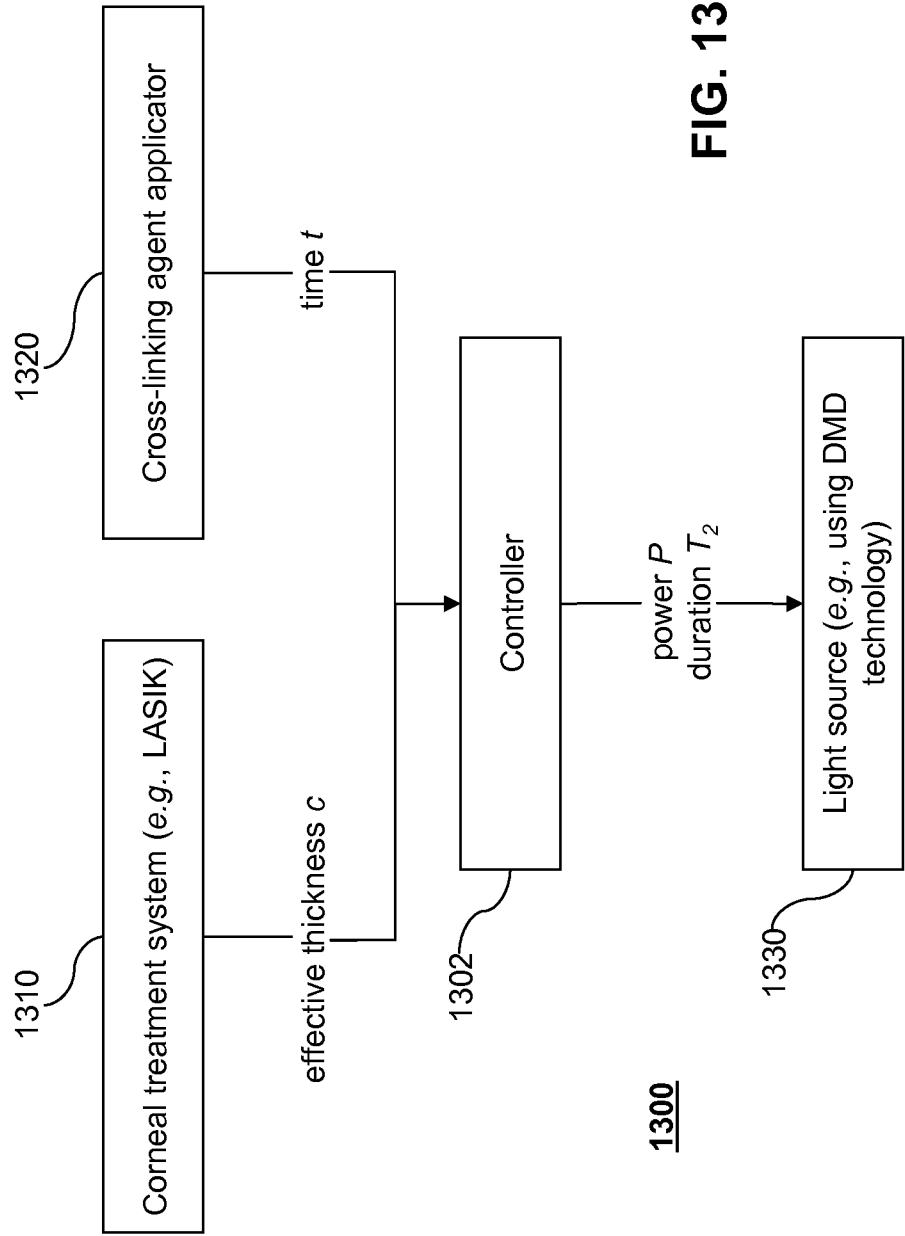 1310
Corneal treatment system (e.g., LASIK)
1320
Cross-linking agent applicator
effective thickness c
time t
1302
Controller
power P
duration T₂
1330
Light source (e.g., using DMD
technology)
1300
FIG. 13